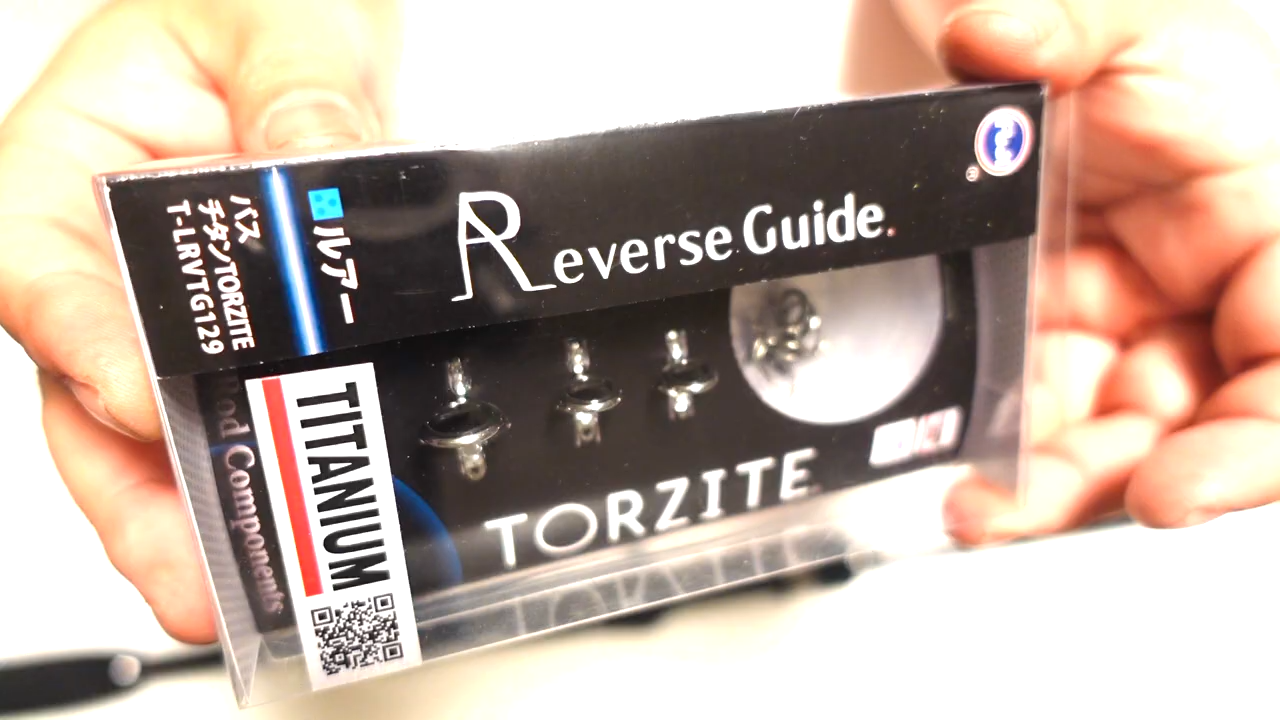 Reverse Guide.
®
ルアー
バス
チタンTORZITE
T-LRVTG129
TITANIUM
Components
TORZITE